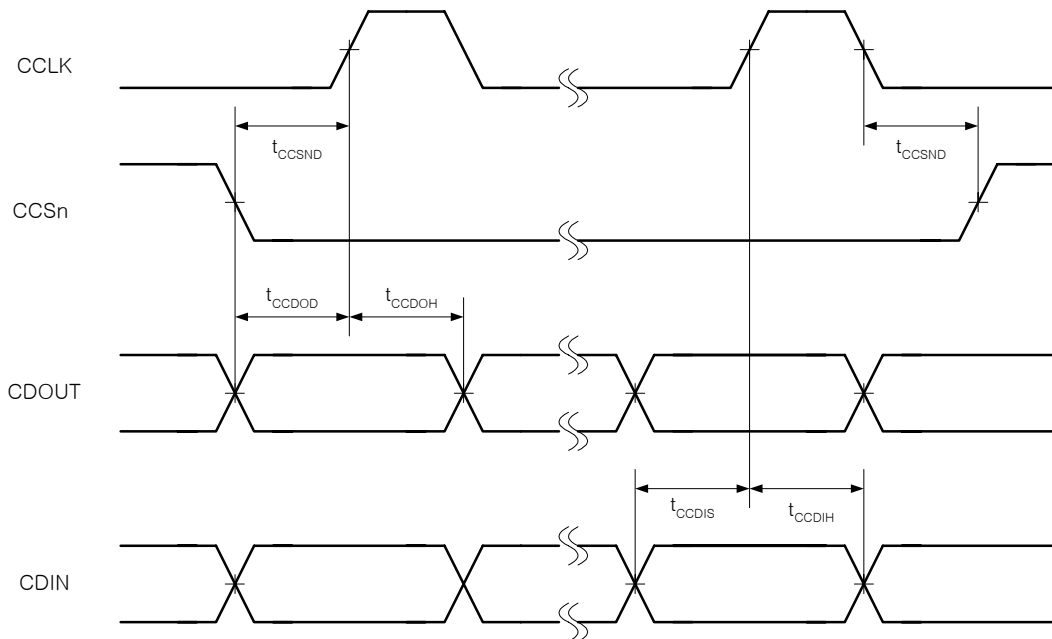 CCLK
tCCSND
tCCSND
CCSn
tCCDOD
tCCDOH
CDOUT
tCCDIS
tCCDIH
CDIN